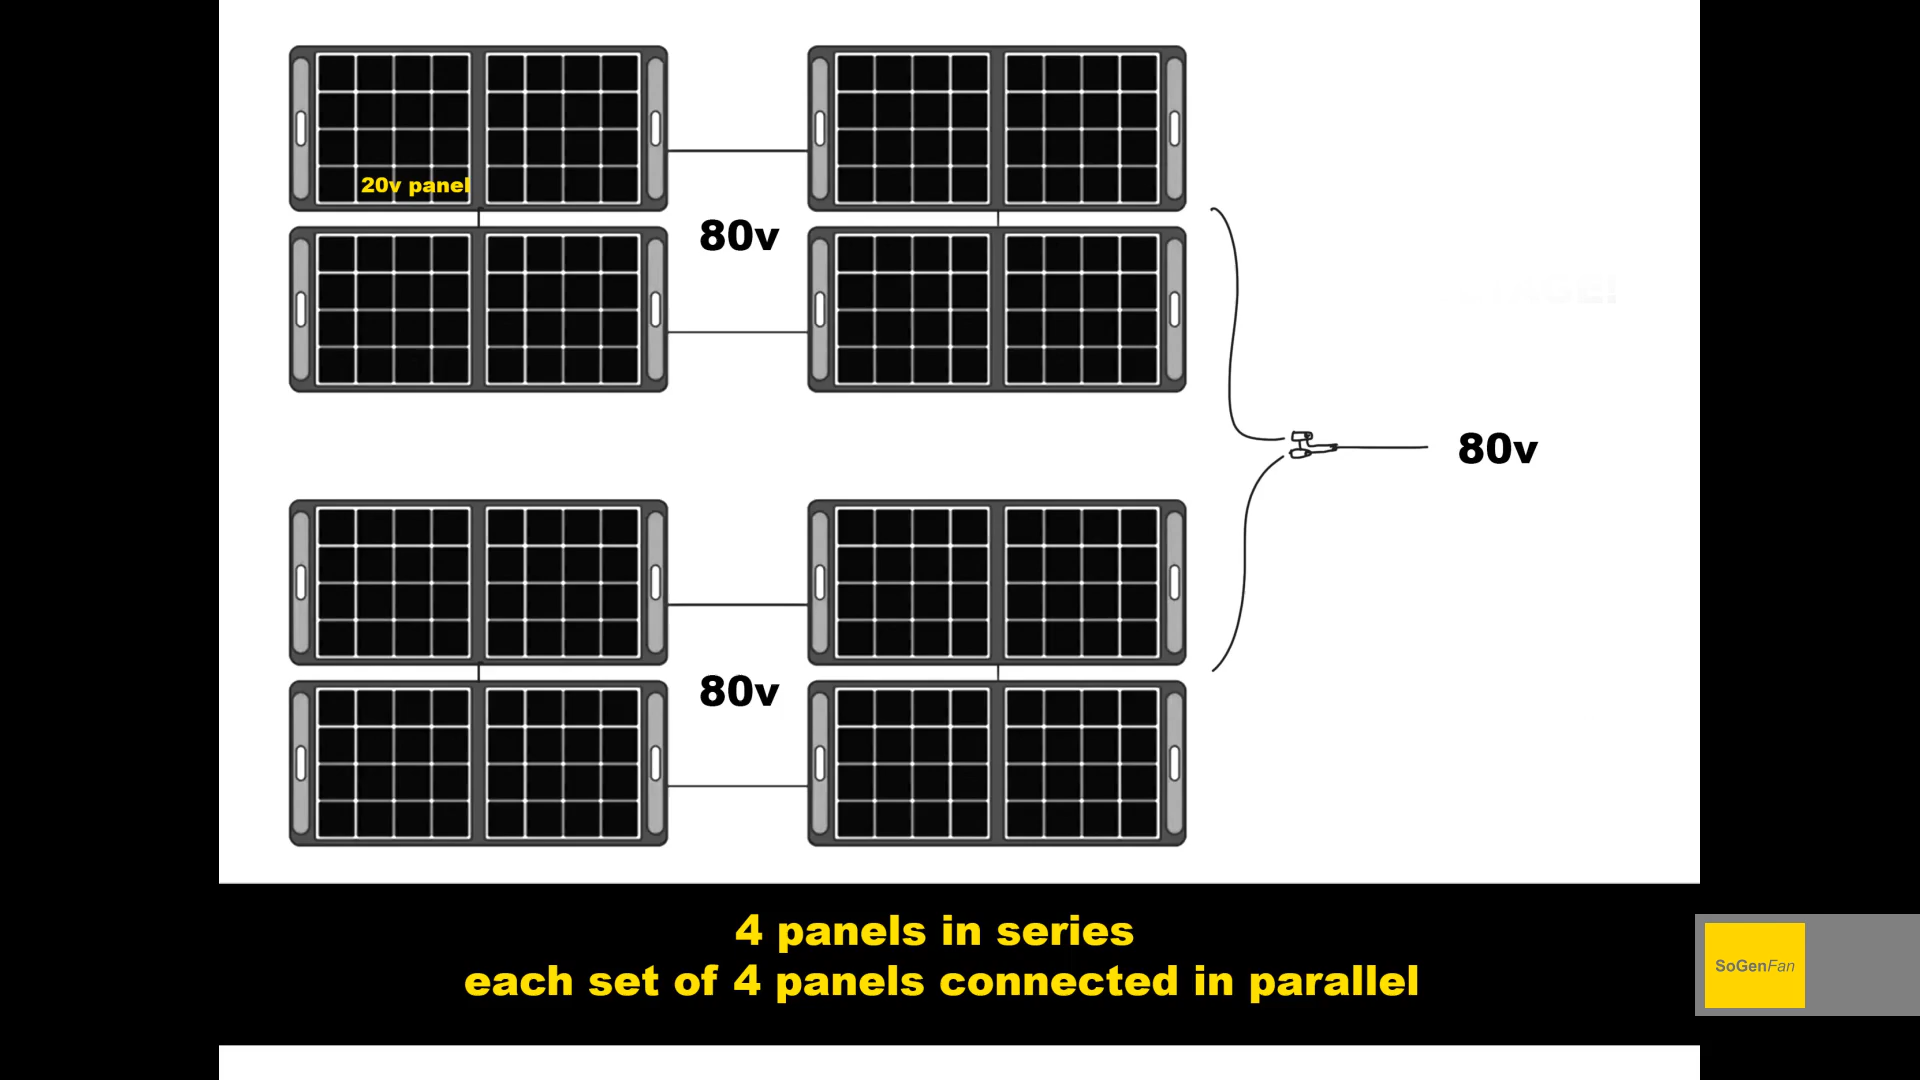 20v panel
80v
80v
80v
4 panels in series
each set of 4 panels connected in parallel
SoGenFan